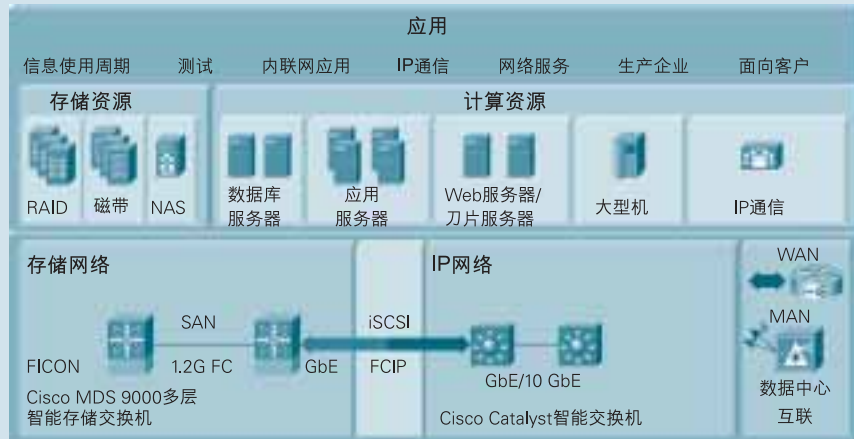 应用
信息使用周期 测试 内联网应用 IP通信 网络服务 生产企业 面向客户
存储资源
RAID 磁带 NAS
计算资源
数据库
服务器
应用
服务器
Web服务器/
刀片服务器
大型机
IP通信
存储网络
SAN
FICON 1.2G FC GbE
Cisco MDS 9000多层
智能存储交换机
iSCSI
FCIP
IP网络
GbE/10 GbE
Cisco Catalyst智能交换机
WAN
MAN
数据中心
互联